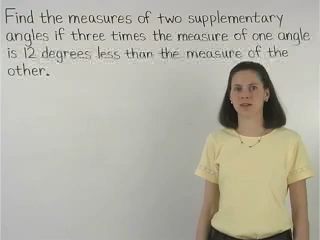 Find the measures of two supplementary
angles if three times the measure of one angle
is 12 degrees less than the measure of the
other.